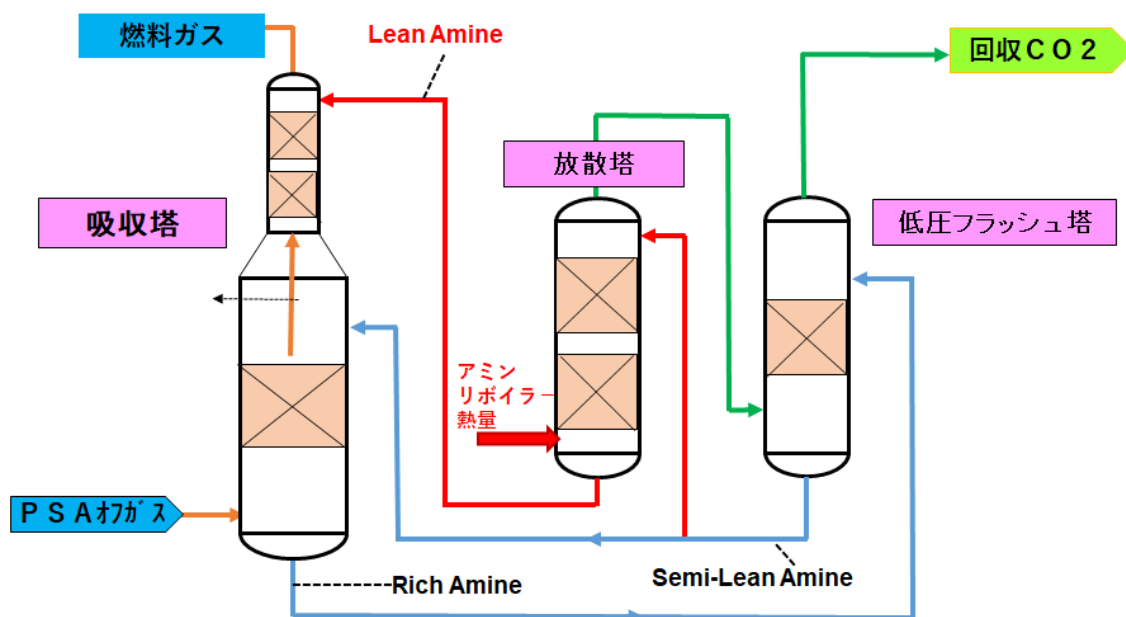 燃料ガス
Lean Amine
回収ＣＯ２
放散塔
吸収塔
低圧フラッシュ塔
アミン
リボイラー
熱量
ＰＳＡｵﾌｶﾞｽ
Semi-Lean Amine
Rich Amine